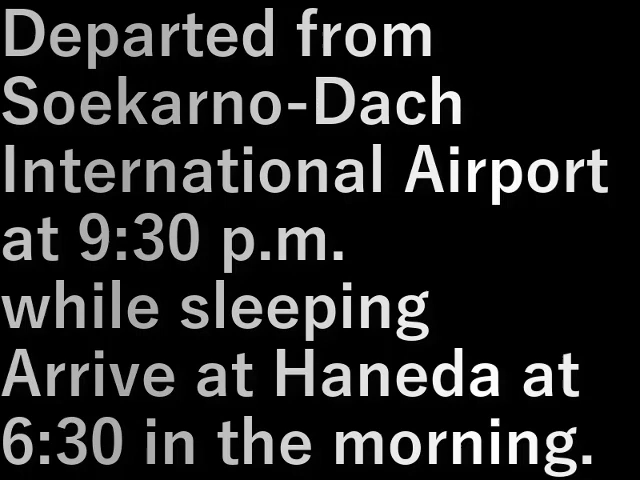 Departed from
Soekarno-Dach
International Airport
at 9:30 p.m.
while sleeping
Arrive at Haneda at
6:30 in the morning.